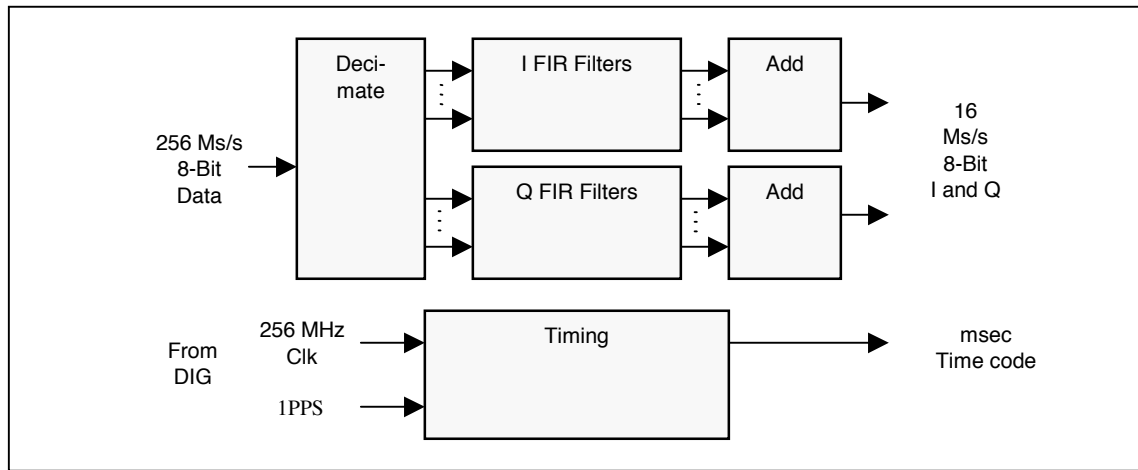 Deci-
mate
I FIR Filters
Add
256 Ms/s
8-Bit
Data
16
Ms/s
8-Bit
I and Q
Q FIR Filters
Add
From
DIG
256 MHz
Clk
1PPS
Timing
msec
Time code